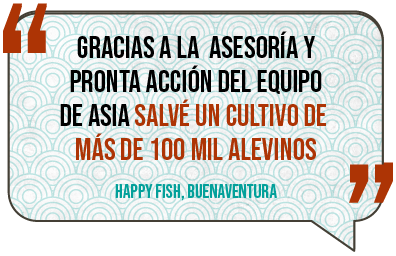 “
GRACIAS A LA ASESORÍA Y
PRONTA ACCIÓN DEL EQUIPO
DE ASIA SALVÉ UN CULTIVO DE
MÁS DE 100 MIL ALEVINOS
HAPPY FISH, BUENAVENTURA
”